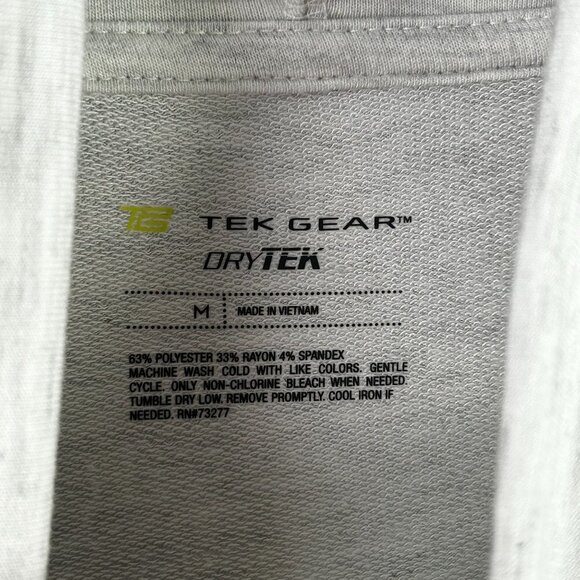 TG TEK GEAR™
DRYTEK
M MADE IN VIETNAM
63% POLYESTER 33% RAYON 4% SPANDEX
MACHINE WASH COLD WITH LIKE COLORS. GENTLE
CYCLE. ONLY NON-CHLORINE BLEACH WHEN NEEDED.
TUMBLE DRY LOW. REMOVE PROMPTLY. COOL IRON IF
NEEDED. RN#73277